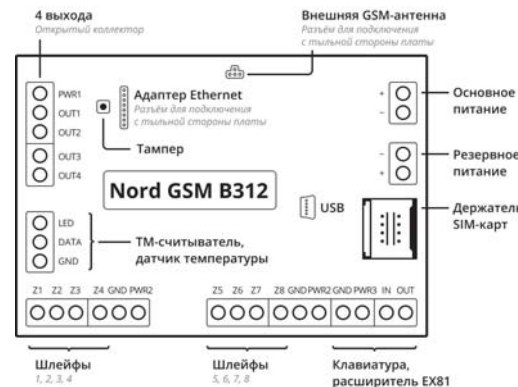 4 выхода
Открытый коллектор
Внешняя GSM-антенна
Разъём для подключения
с тыльной стороны платы
PWR1
OUT1
OUT2
OUT3
OUT4
Адаптер Ethernet
Разъём для подключения
с тыльной стороны платы
Тампер
+
−
Основное
питание
−
+
Резервное
питание
Nord GSM B312
USB
Держатель
SIM-карт
LED
DATA
GND
ТМ-считыватель,
датчик температуры
Z1 Z2 Z3 Z4 GND PWR2
Z5 Z6 Z7 Z8 GND PWR2 GND PWR3 IN OUT
Шлейфы
1, 2, 3, 4
Шлейфы
5, 6, 7, 8
Клавиатура,
расширитель EX81